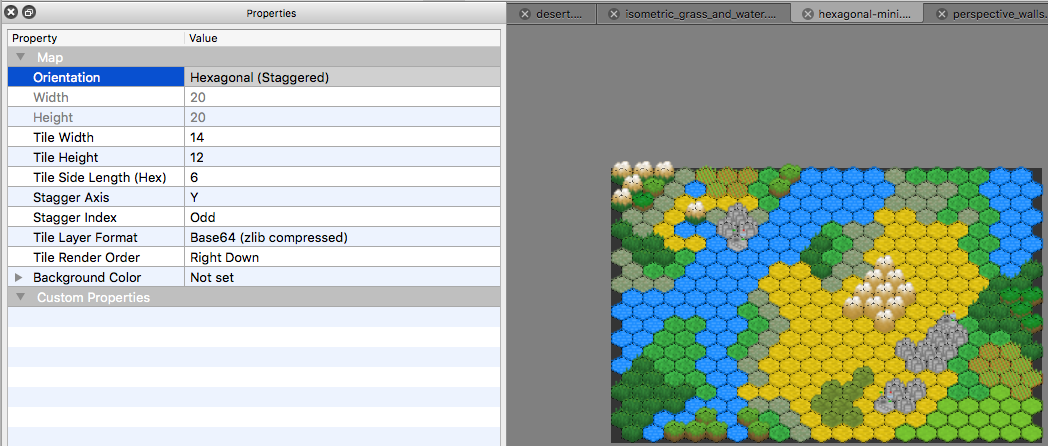 Properties
desert....
isometric_grass_and_water....
hexagonal-mini....
perspective_walls.
Property Value
Map
Orientation Hexagonal (Staggered)
Width 20
Height 20
Tile Width 14
Tile Height 12
Tile Side Length (Hex) 6
Stagger Axis Y
Stagger Index Odd
Tile Layer Format Base64 (zlib compressed)
Tile Render Order Right Down
Background Color Not set
Custom Properties